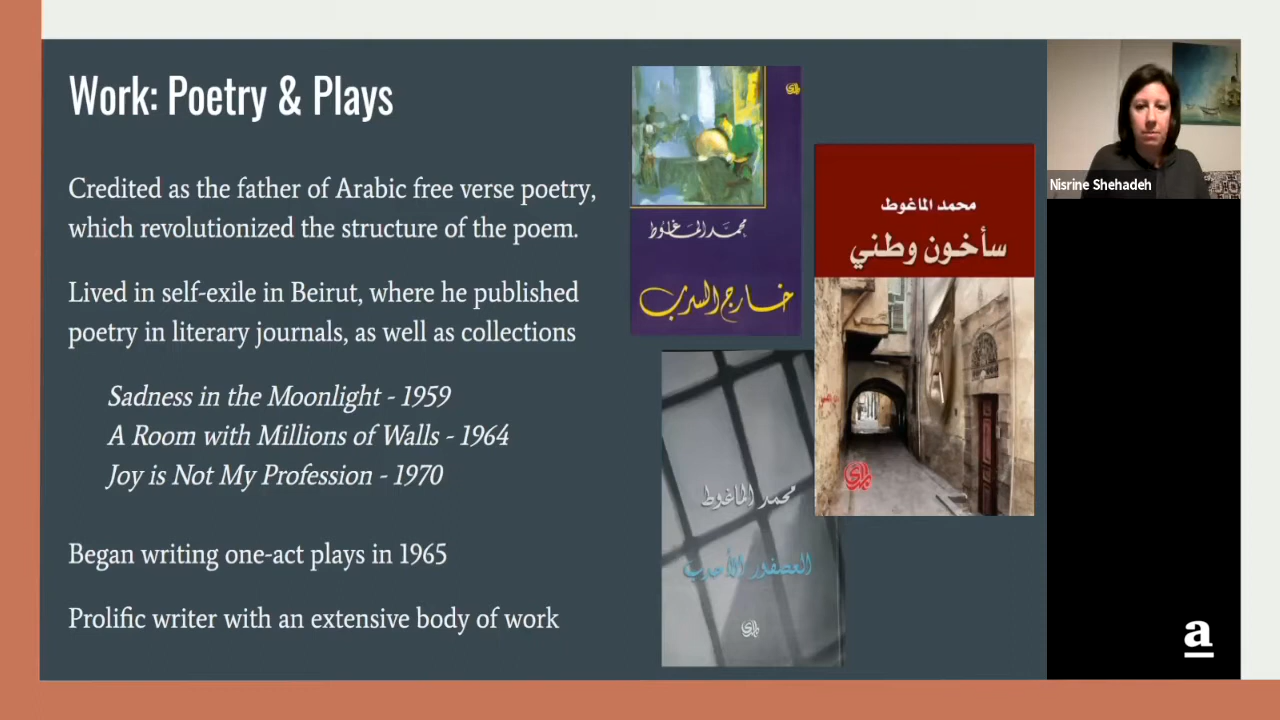 Work: Poetry & Plays
Credited as the father of Arabic free verse poetry,
which revolutionized the structure of the poem.
Lived in self-exile in Beirut, where he published
poetry in literary journals, as well as collections
Sadness in the Moonlight - 1959
A Room with Millions of Walls - 1964
Joy is Not My Profession - 1970
Began writing one-act plays in 1965
Prolific writer with an extensive body of work
محمد الماغوط
خارج السرب
محمد الماغوط
سأخون وطني
محمد الماغوط
العصفور الأحدب
Nisrine Shehadeh
a